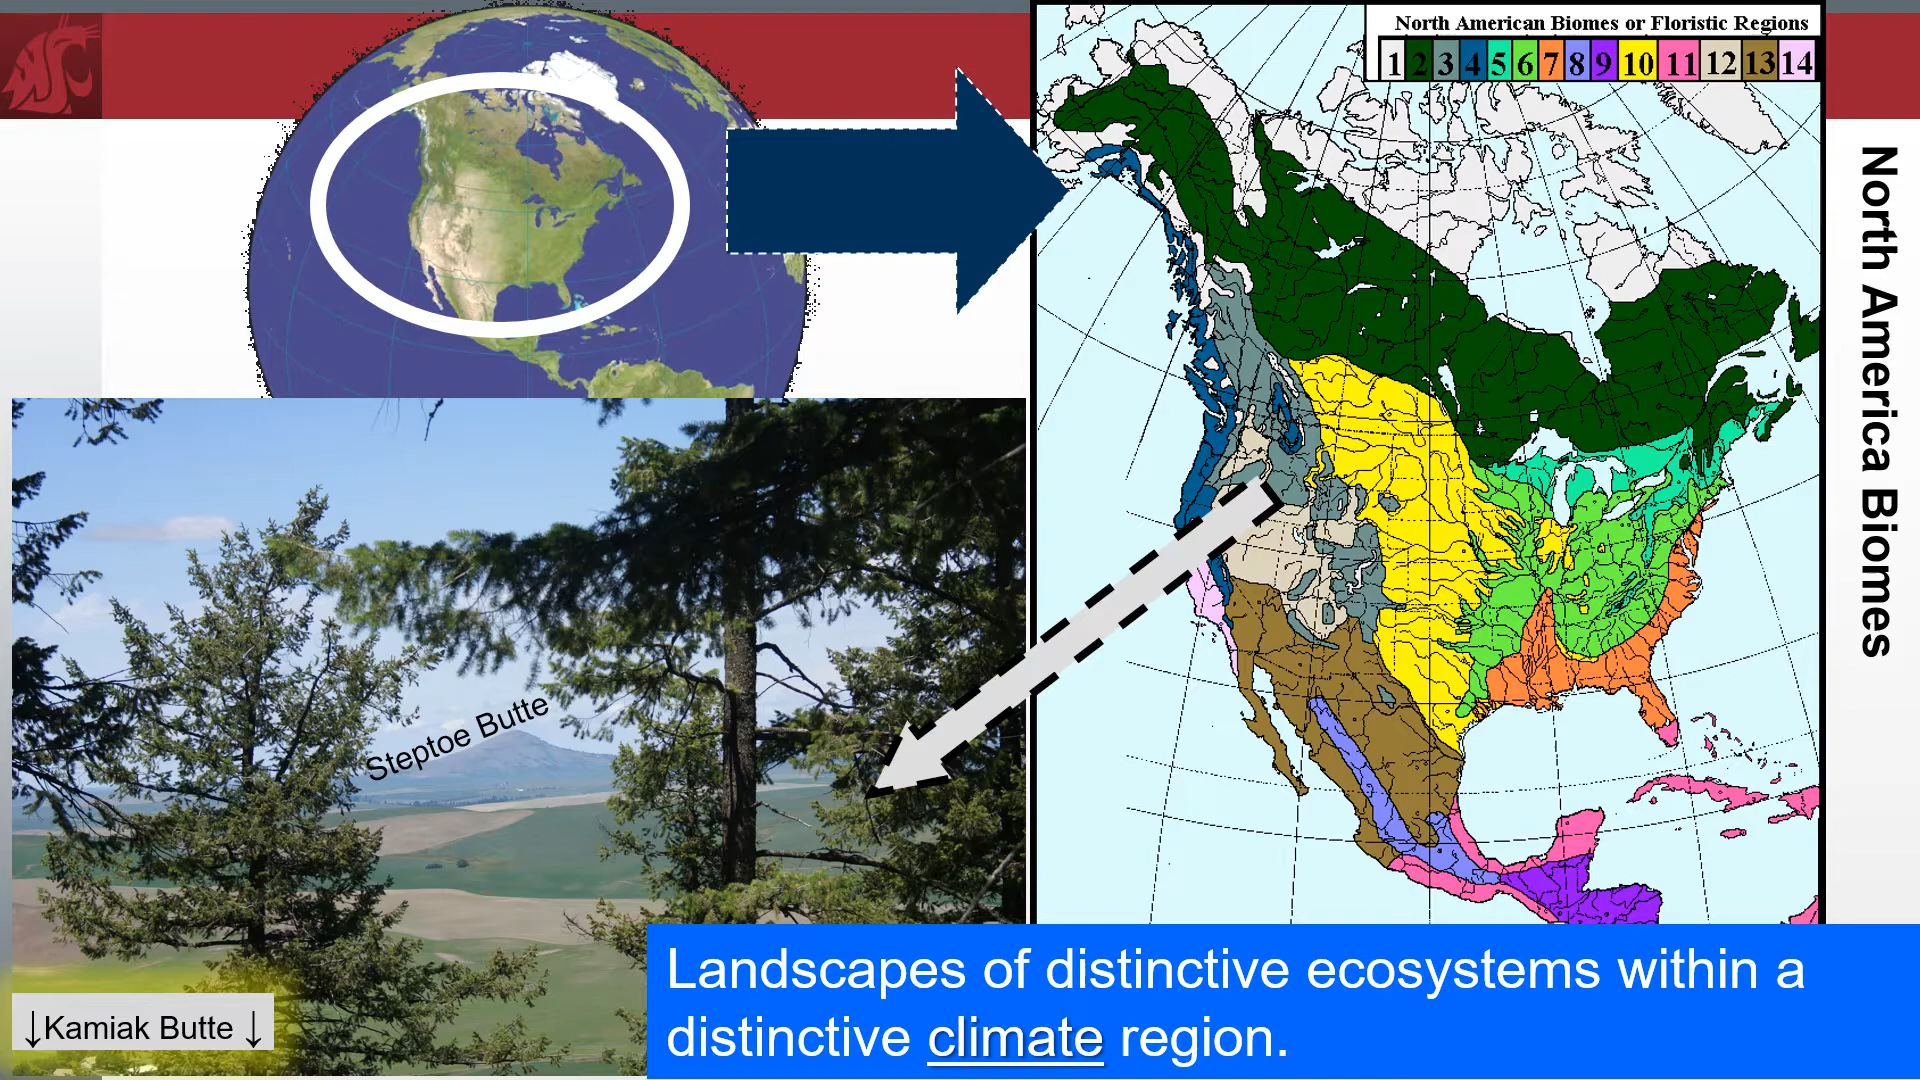 North American Biomes or Floristic Regions
1 2 3 4 5 6 7 8 9 10 11 12 13 14
North America Biomes
Steptoe Butte
↓Kamiak Butte ↓
Landscapes of distinctive ecosystems within a
distinctive climate region.